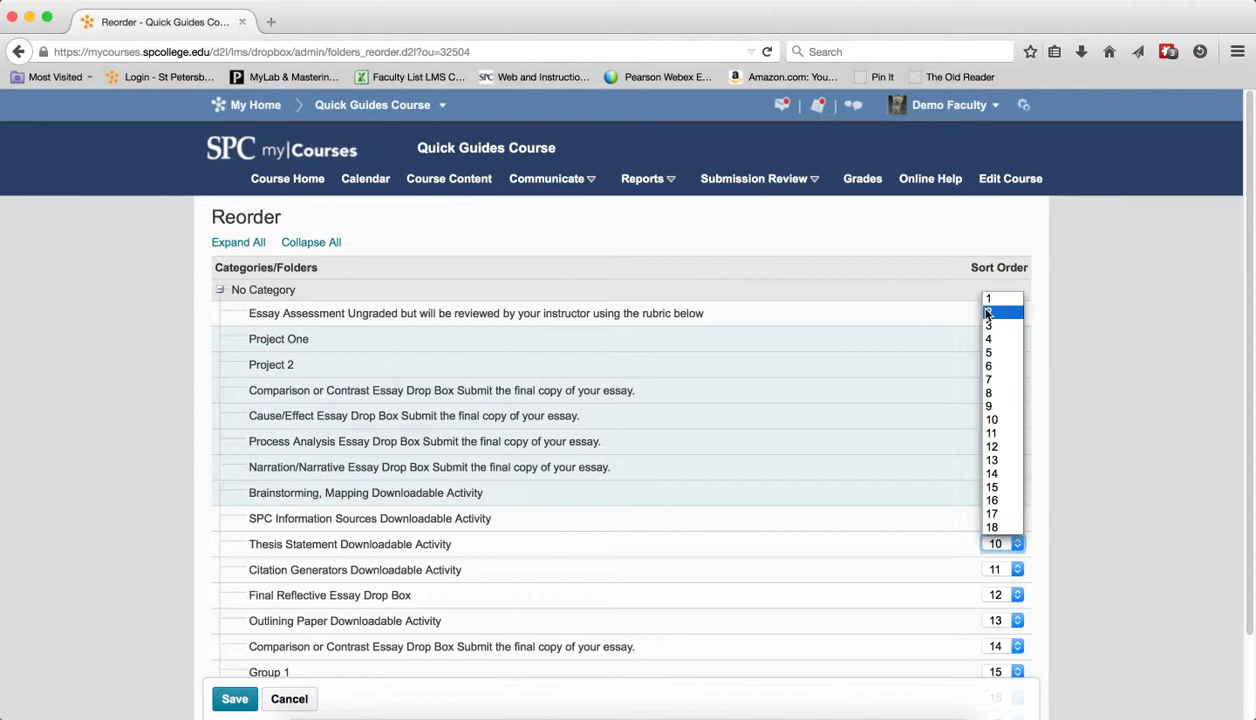 Reorder - Quick Guides Co...
https://mycourses.spcollege.edu/d2l/lms/dropbox/admin/folders_reorder.d2l?ou=32504
Search
Most Visited
Login - St Petersb...
MyLab & Mastering...
Faculty List LMS C...
SPC
Web and Instructio...
Pearson Webex E...
Amazon.com: You...
Pin It
The Old Reader
My Home
Quick Guides Course
Demo Faculty
SPC my|Courses
Quick Guides Course
Course Home
Calendar
Course Content
Communicate
Reports
Submission Review
Grades
Online Help
Edit Course
Reorder
Expand All
Collapse All
Categories/Folders
Sort Order
No Category
1
Essay Assessment Ungraded but will be reviewed by your instructor using the rubric below
3
Project One
4
5
Project 2
6
7
Comparison or Contrast Essay Drop Box Submit the final copy of your essay.
8
9
Cause/Effect Essay Drop Box Submit the final copy of your essay.
10
11
Process Analysis Essay Drop Box Submit the final copy of your essay.
12
13
Narration/Narrative Essay Drop Box Submit the final copy of your essay.
14
15
Brainstorming, Mapping Downloadable Activity
16
17
SPC Information Sources Downloadable Activity
18
Thesis Statement Downloadable Activity
10
Citation Generators Downloadable Activity
11
Final Reflective Essay Drop Box
12
Outlining Paper Downloadable Activity
13
Comparison or Contrast Essay Drop Box Submit the final copy of your essay.
14
Group 1
15
Save
Cancel
16